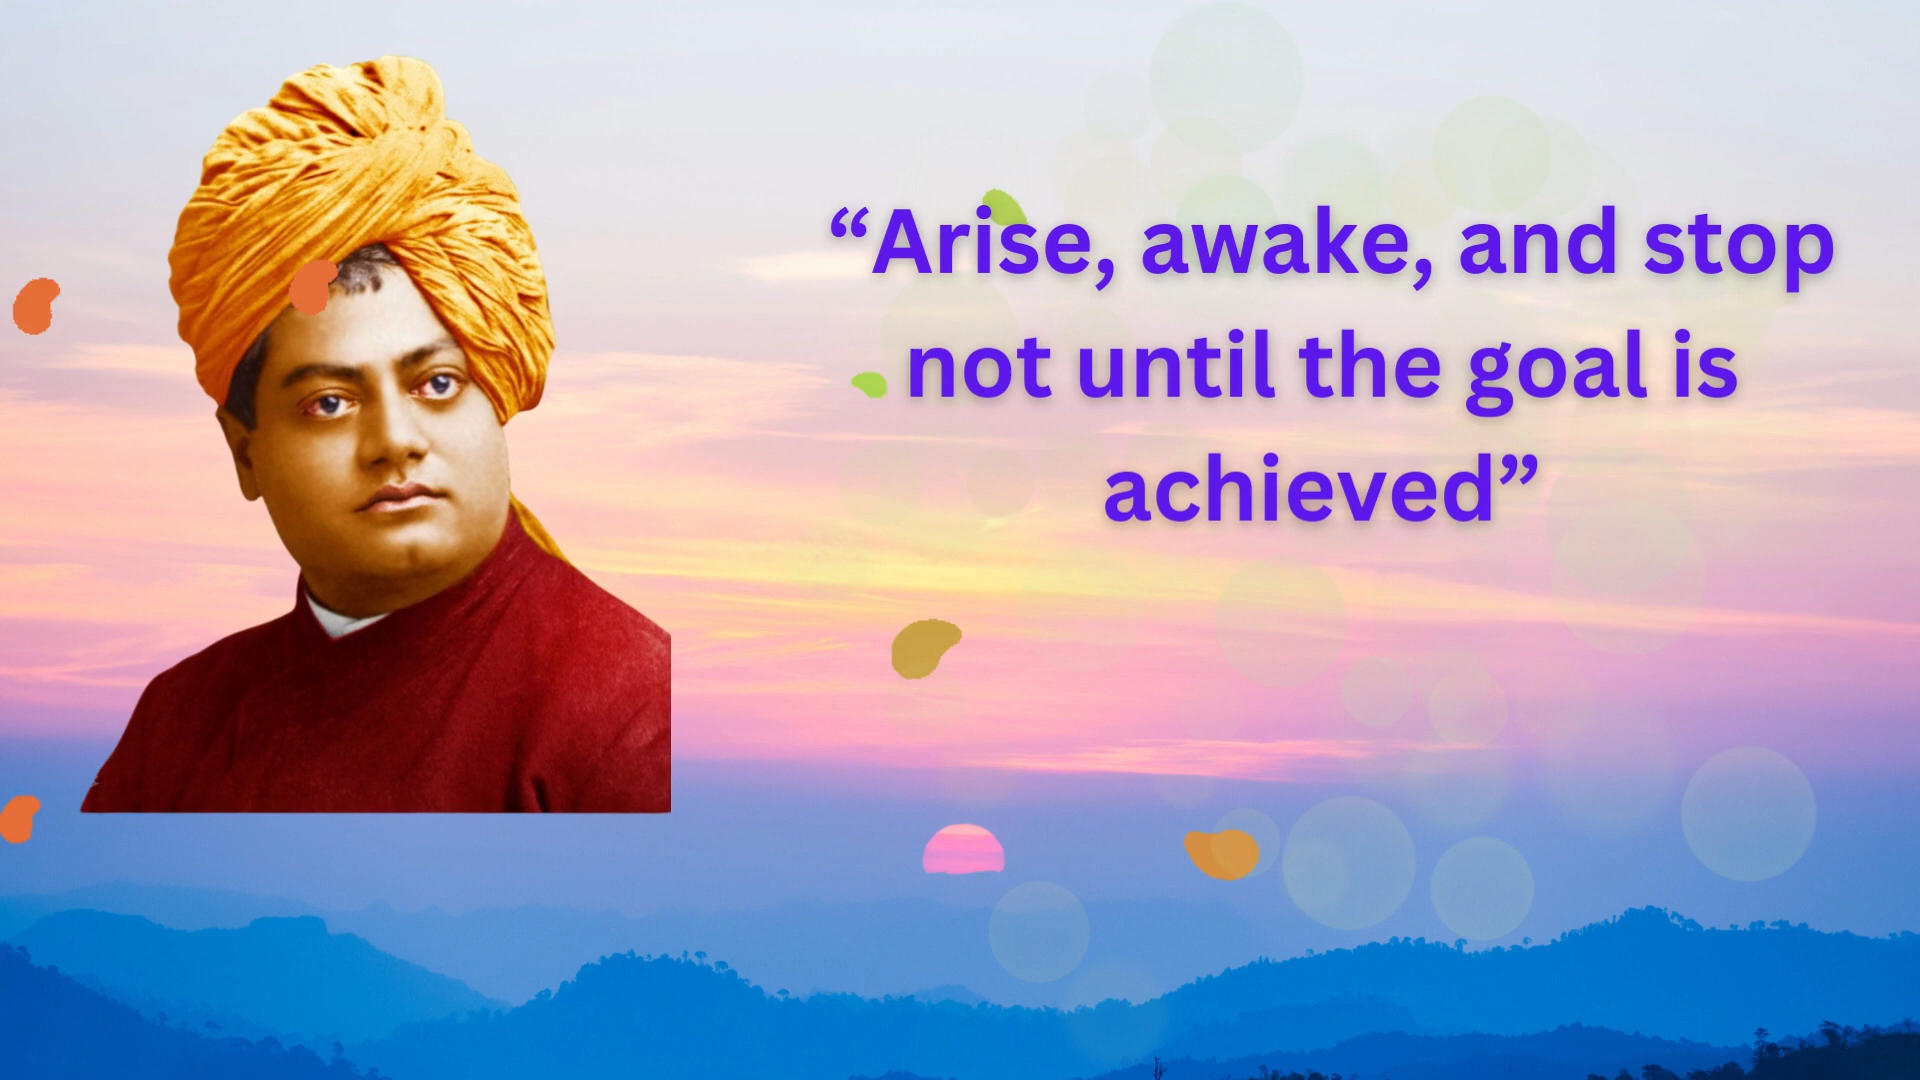 “Arise, awake, and stop
not until the goal is
achieved”